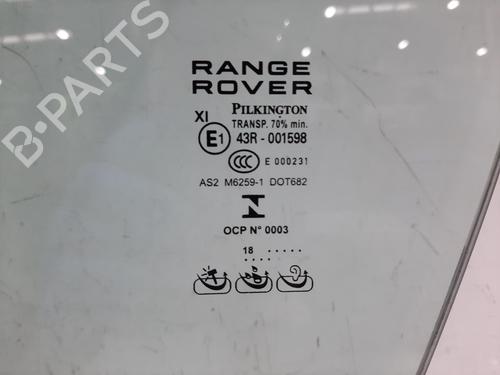 B-PARTS
RANGE
ROVER
PILKINGTON
TRANSP. 70% min.
XI
E1 43R - 001598
CCC E 000231
AS2 M6259-1 DOT682
N
OCP N° 0003
18 .....
....